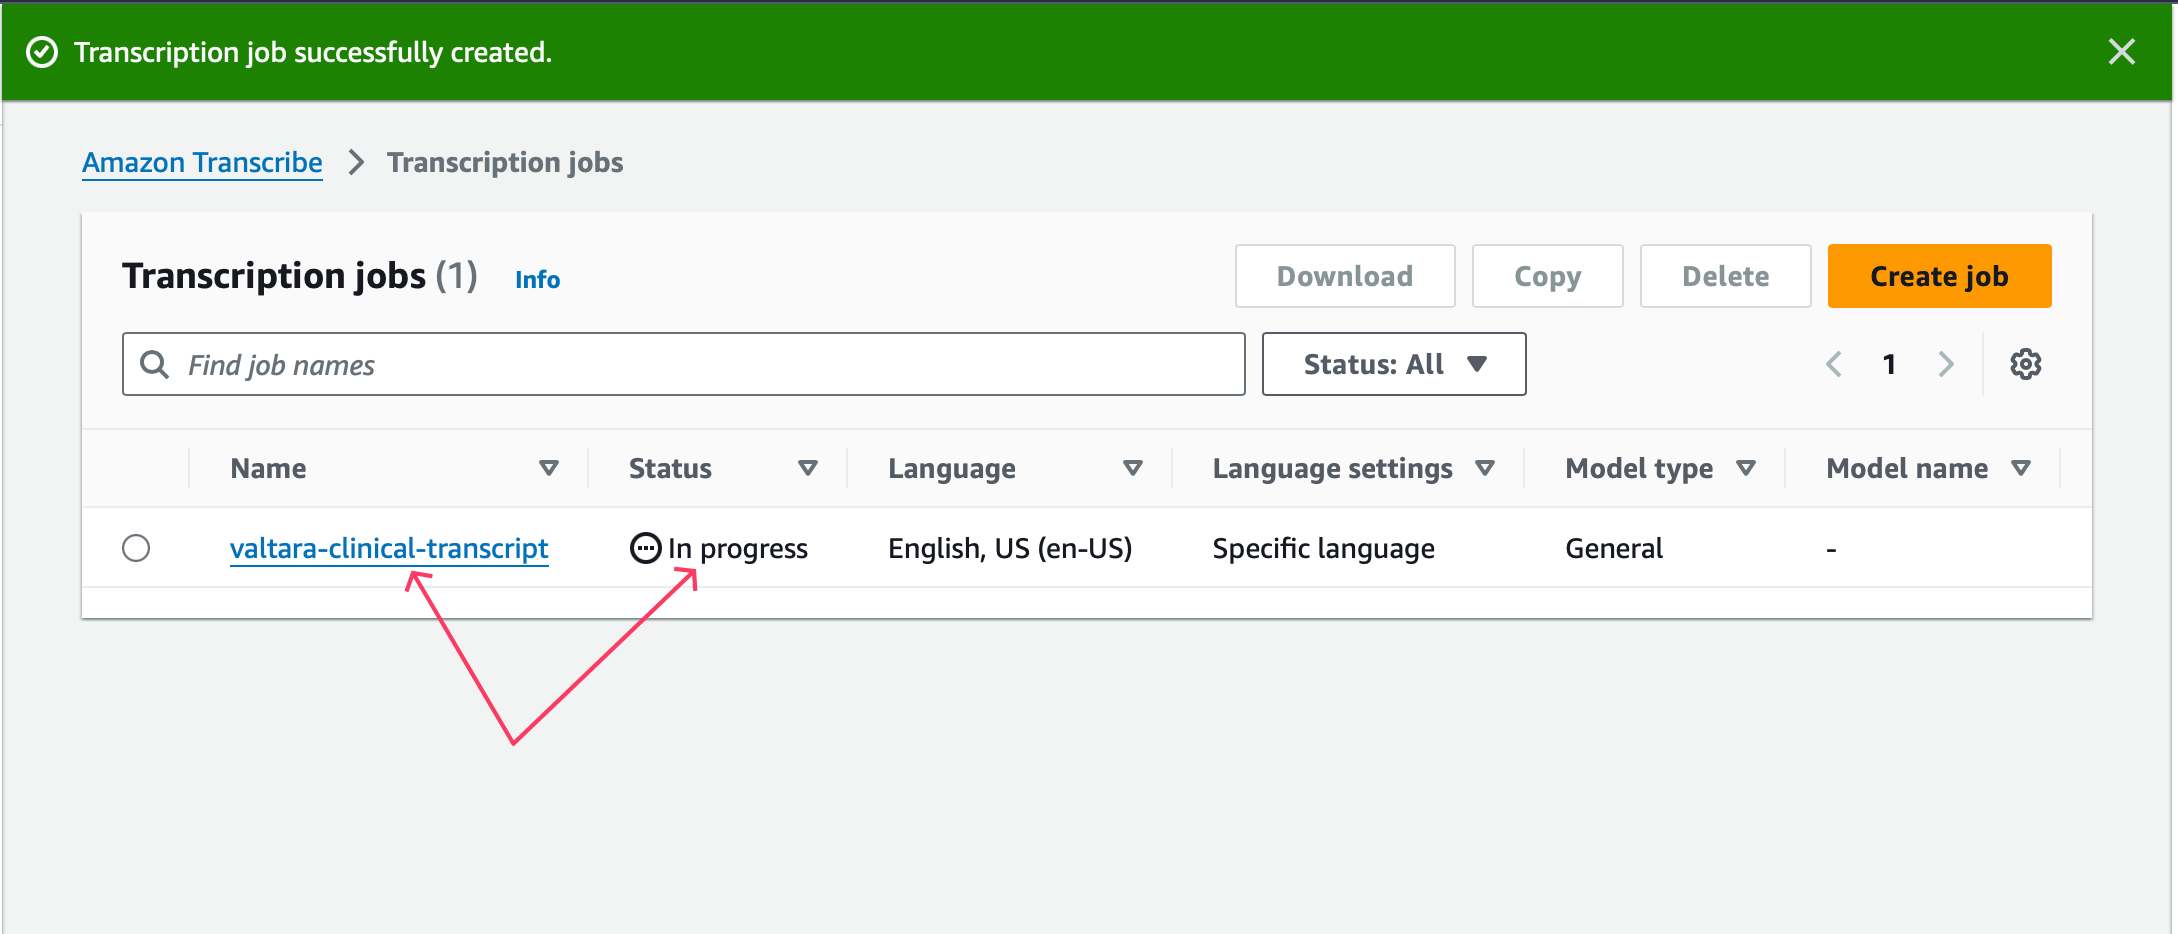 Transcription job successfully created.
Amazon Transcribe > Transcription jobs
Transcription jobs (1) Info Download Copy Delete Create job
Find job names Status: All 1
Name Status Language Language settings Model type Model name
valtara-clinical-transcript In progress English, US (en-US) Specific language General -